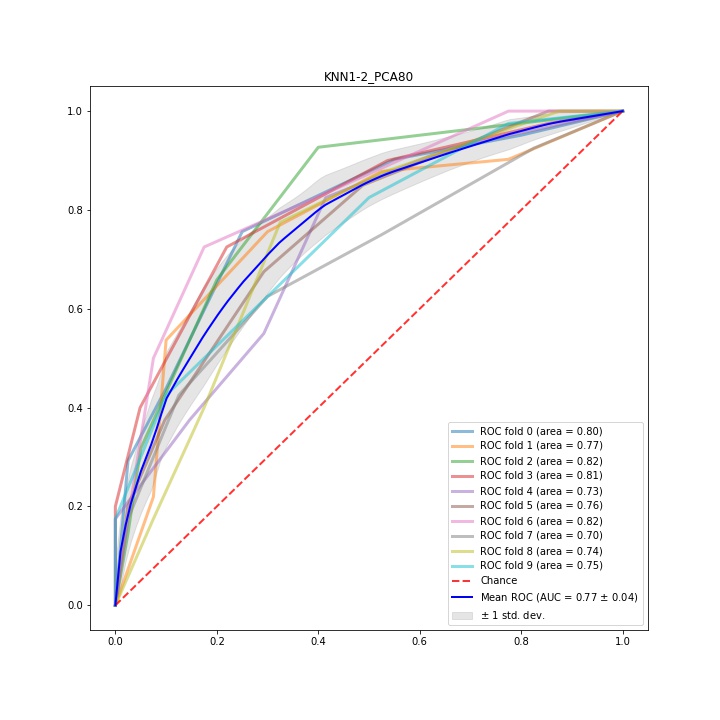 KNN1-2_PCA80
1.0
0.8
0.6
0.4
0.2
0.0
0.0 0.2 0.4 0.6 0.8 1.0
ROC fold 0 (area = 0.80)
ROC fold 1 (area = 0.77)
ROC fold 2 (area = 0.82)
ROC fold 3 (area = 0.81)
ROC fold 4 (area = 0.73)
ROC fold 5 (area = 0.76)
ROC fold 6 (area = 0.82)
ROC fold 7 (area = 0.70)
ROC fold 8 (area = 0.74)
ROC fold 9 (area = 0.75)
Chance
Mean ROC (AUC = 0.77 ± 0.04)
± 1 std. dev.